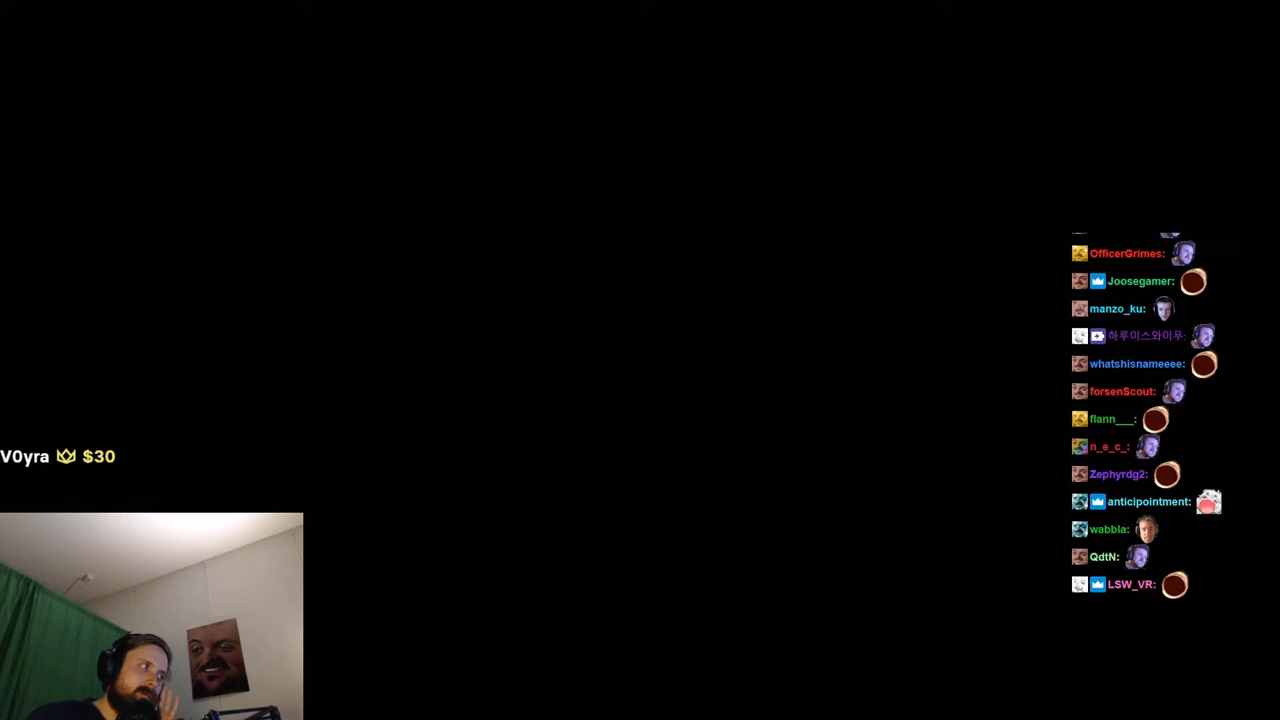 OfficerGrimes:
Joosegamer:
manzo_ku:
하루이스와이푸:
whatshisnameeee:
forsenScout:
flann___:
n_e_c_:
V0yra $30
Zephyrdg2:
anticipointment:
wabbla:
QdtN:
LSW_VR: